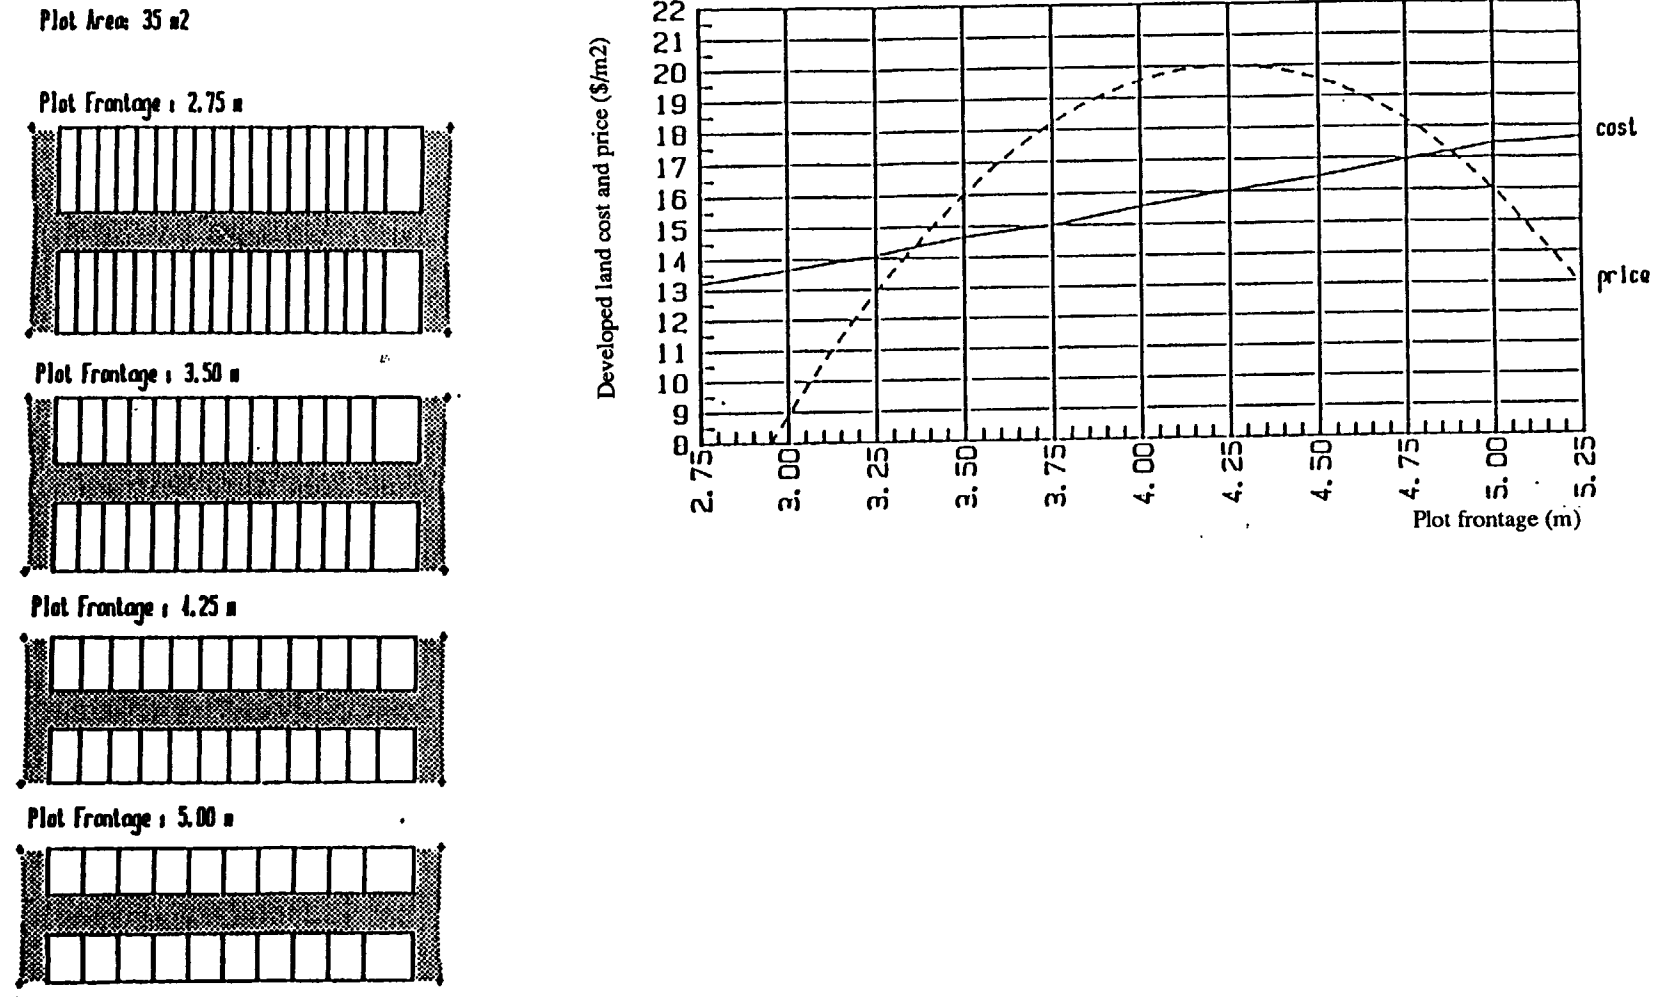 Plot Area: 35 m2
Plot Frontage : 2.75 m
Plot Frontage : 3.50 m
Plot Frontage : 4.25 m
Plot Frontage : 5.00 m
Developed land cost and price ($/m2)
22
21
20
19
18
17
16
15
14
13
12
11
10
9
8
2.75
3.00
3.25
3.50
3.75
4.00
4.25
4.50
4.75
5.00
5.25
Plot frontage (m)
cost
price